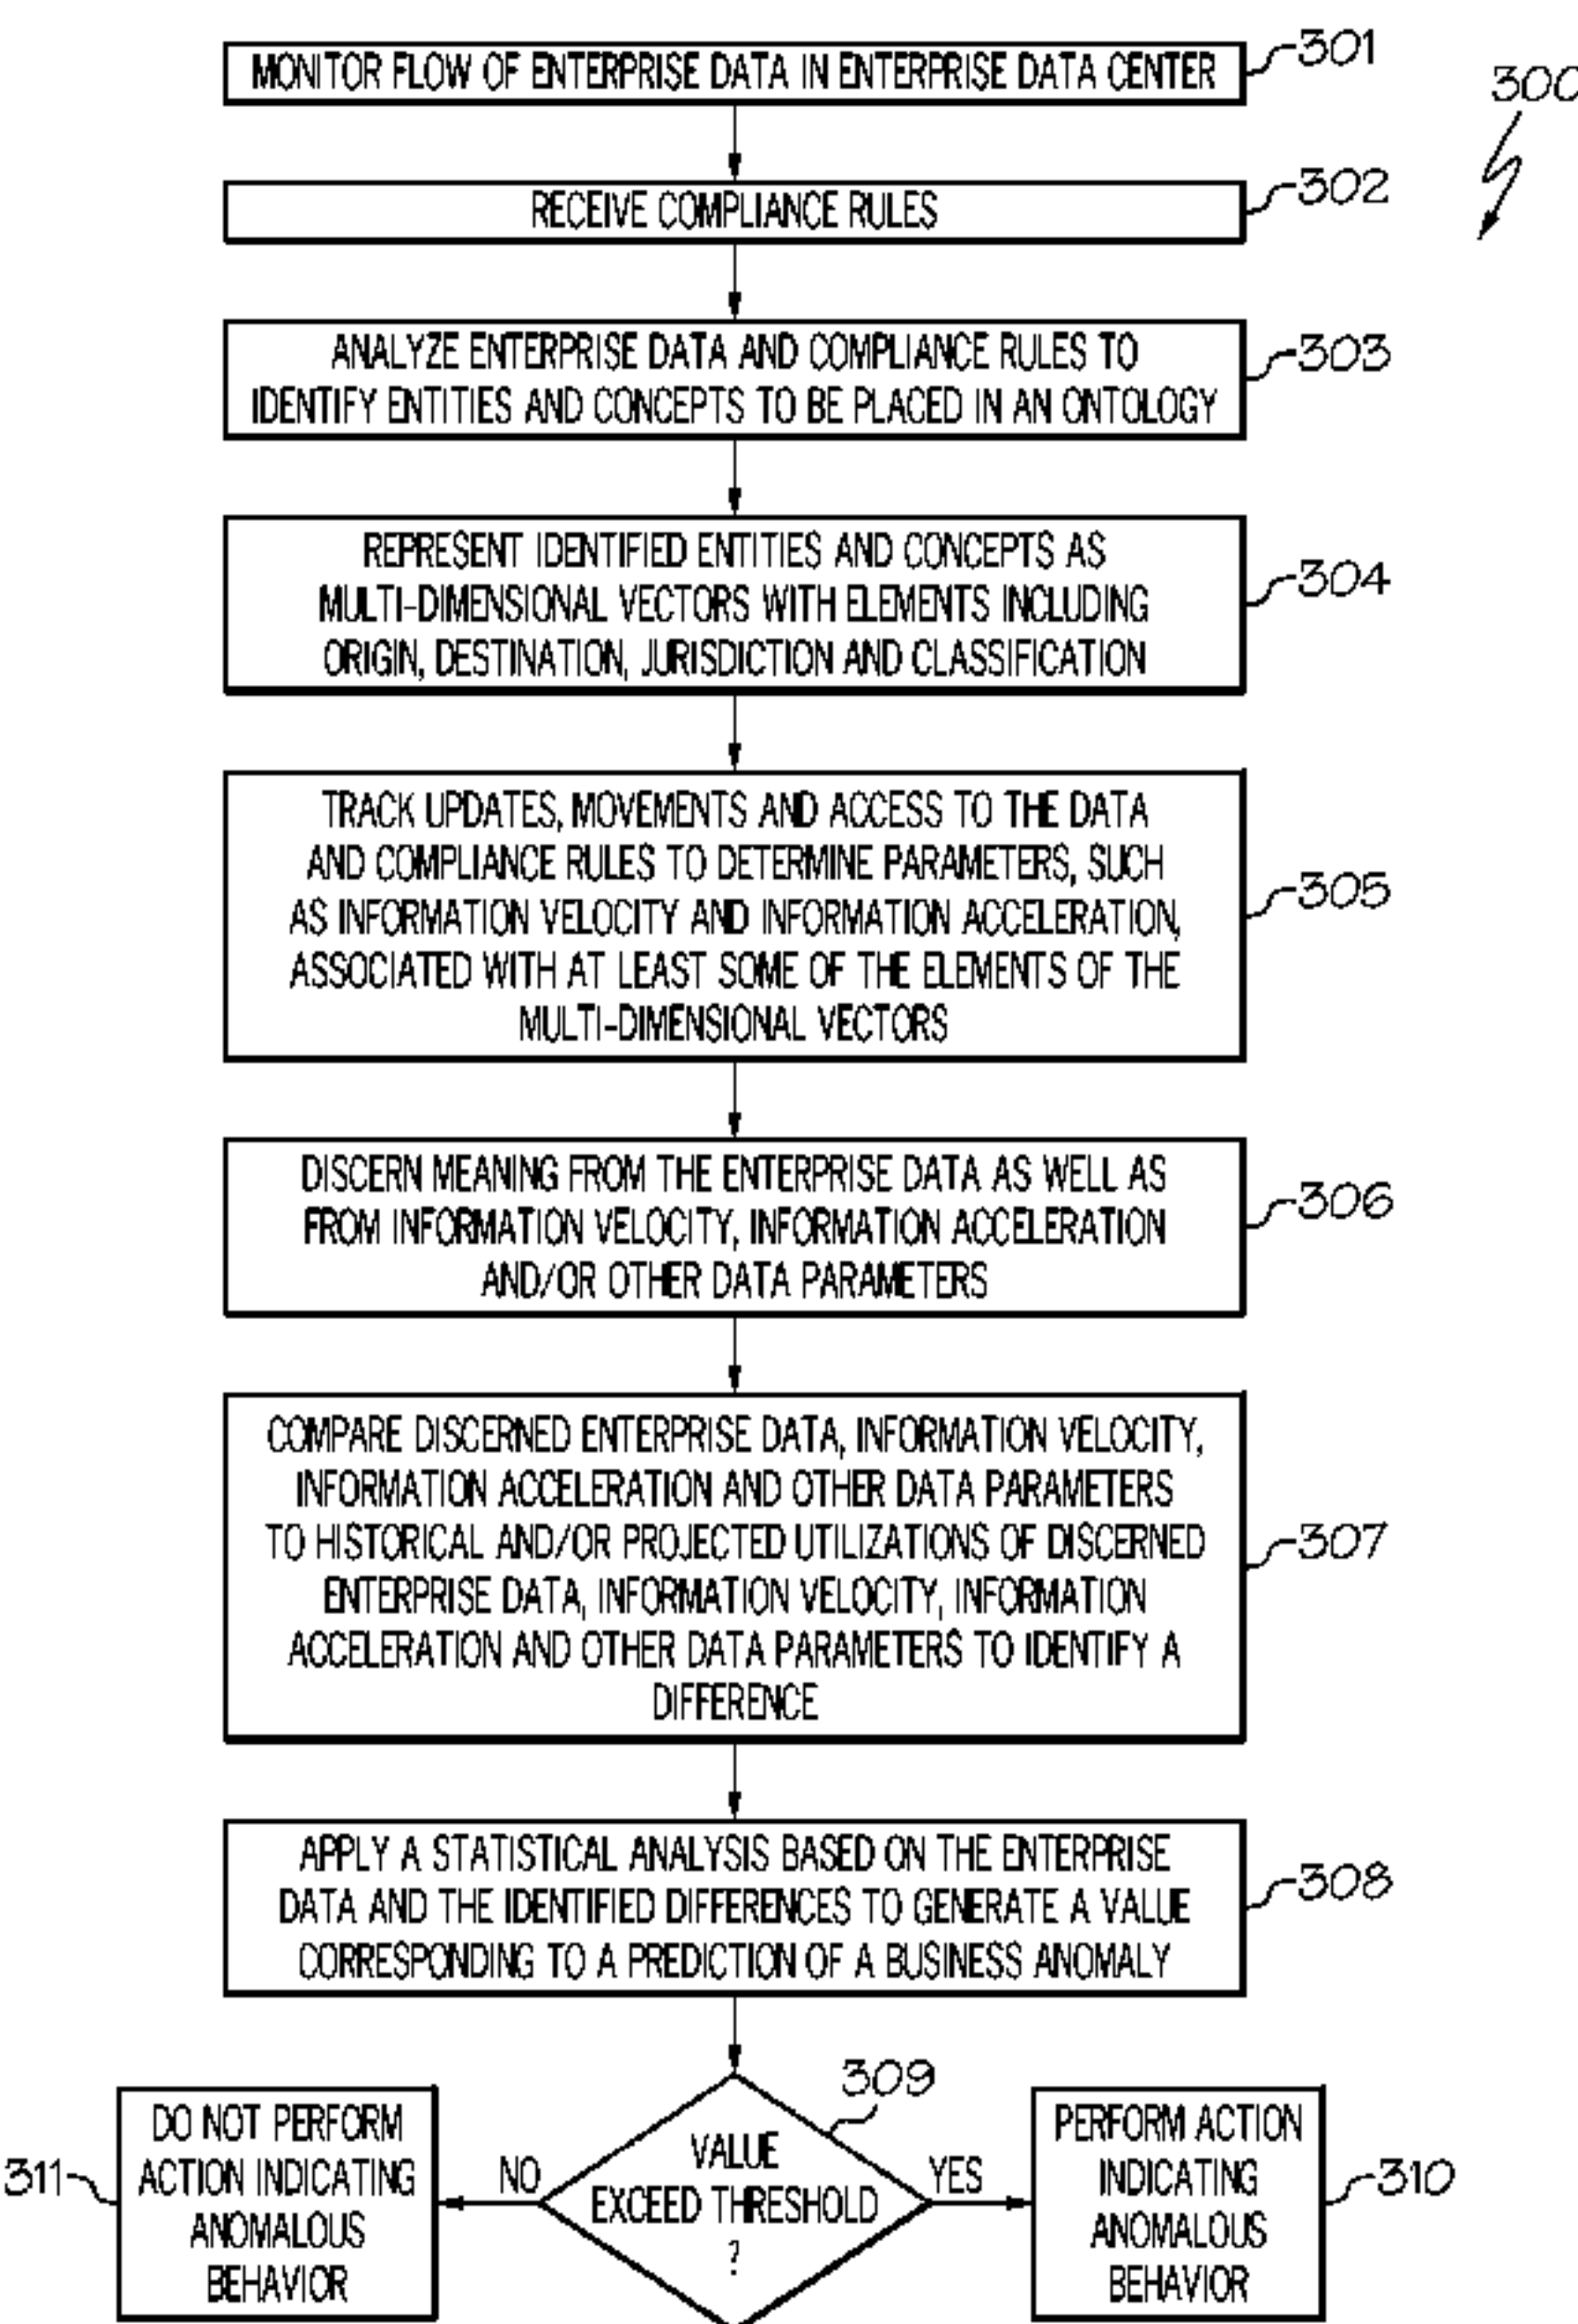 MONITOR FLOW OF ENTERPRISE DATA IN ENTERPRISE DATA CENTER
301
300
RECEIVE COMPLIANCE RULES
302
ANALYZE ENTERPRISE DATA AND COMPLIANCE RULES TO
IDENTIFY ENTITIES AND CONCEPTS TO BE PLACED IN AN ONTOLOGY
303
REPRESENT IDENTIFIED ENTITIES AND CONCEPTS AS
MULTI-DIMENSIONAL VECTORS WITH ELEMENTS INCLUDING
ORIGIN, DESTINATION, JURISDICTION AND CLASSIFICATION
304
TRACK UPDATES, MOVEMENTS AND ACCESS TO THE DATA
AND COMPLIANCE RULES TO DETERMINE PARAMETERS, SUCH
AS INFORMATION VELOCITY AND INFORMATION ACCELERATION,
ASSOCIATED WITH AT LEAST SOME OF THE ELEMENTS OF THE
MULTI-DIMENSIONAL VECTORS
305
DISCERN MEANING FROM THE ENTERPRISE DATA AS WELL AS
FROM INFORMATION VELOCITY, INFORMATION ACCELERATION
AND/OR OTHER DATA PARAMETERS
306
COMPARE DISCERNED ENTERPRISE DATA, INFORMATION VELOCITY,
INFORMATION ACCELERATION AND OTHER DATA PARAMETERS
TO HISTORICAL AND/OR PROJECTED UTILIZATIONS OF DISCERNED
ENTERPRISE DATA, INFORMATION VELOCITY, INFORMATION
ACCELERATION AND OTHER DATA PARAMETERS TO IDENTIFY A
DIFFERENCE
307
APPLY A STATISTICAL ANALYSIS BASED ON THE ENTERPRISE
DATA AND THE IDENTIFIED DIFFERENCES TO GENERATE A VALUE
CORRESPONDING TO A PREDICTION OF A BUSINESS ANOMALY
308
311
DO NOT PERFORM
ACTION INDICATING
ANOMALOUS
BEHAVIOR
NO
309
VALUE
EXCEED THRESHOLD
?
YES
PERFORM ACTION
INDICATING
ANOMALOUS
BEHAVIOR
310